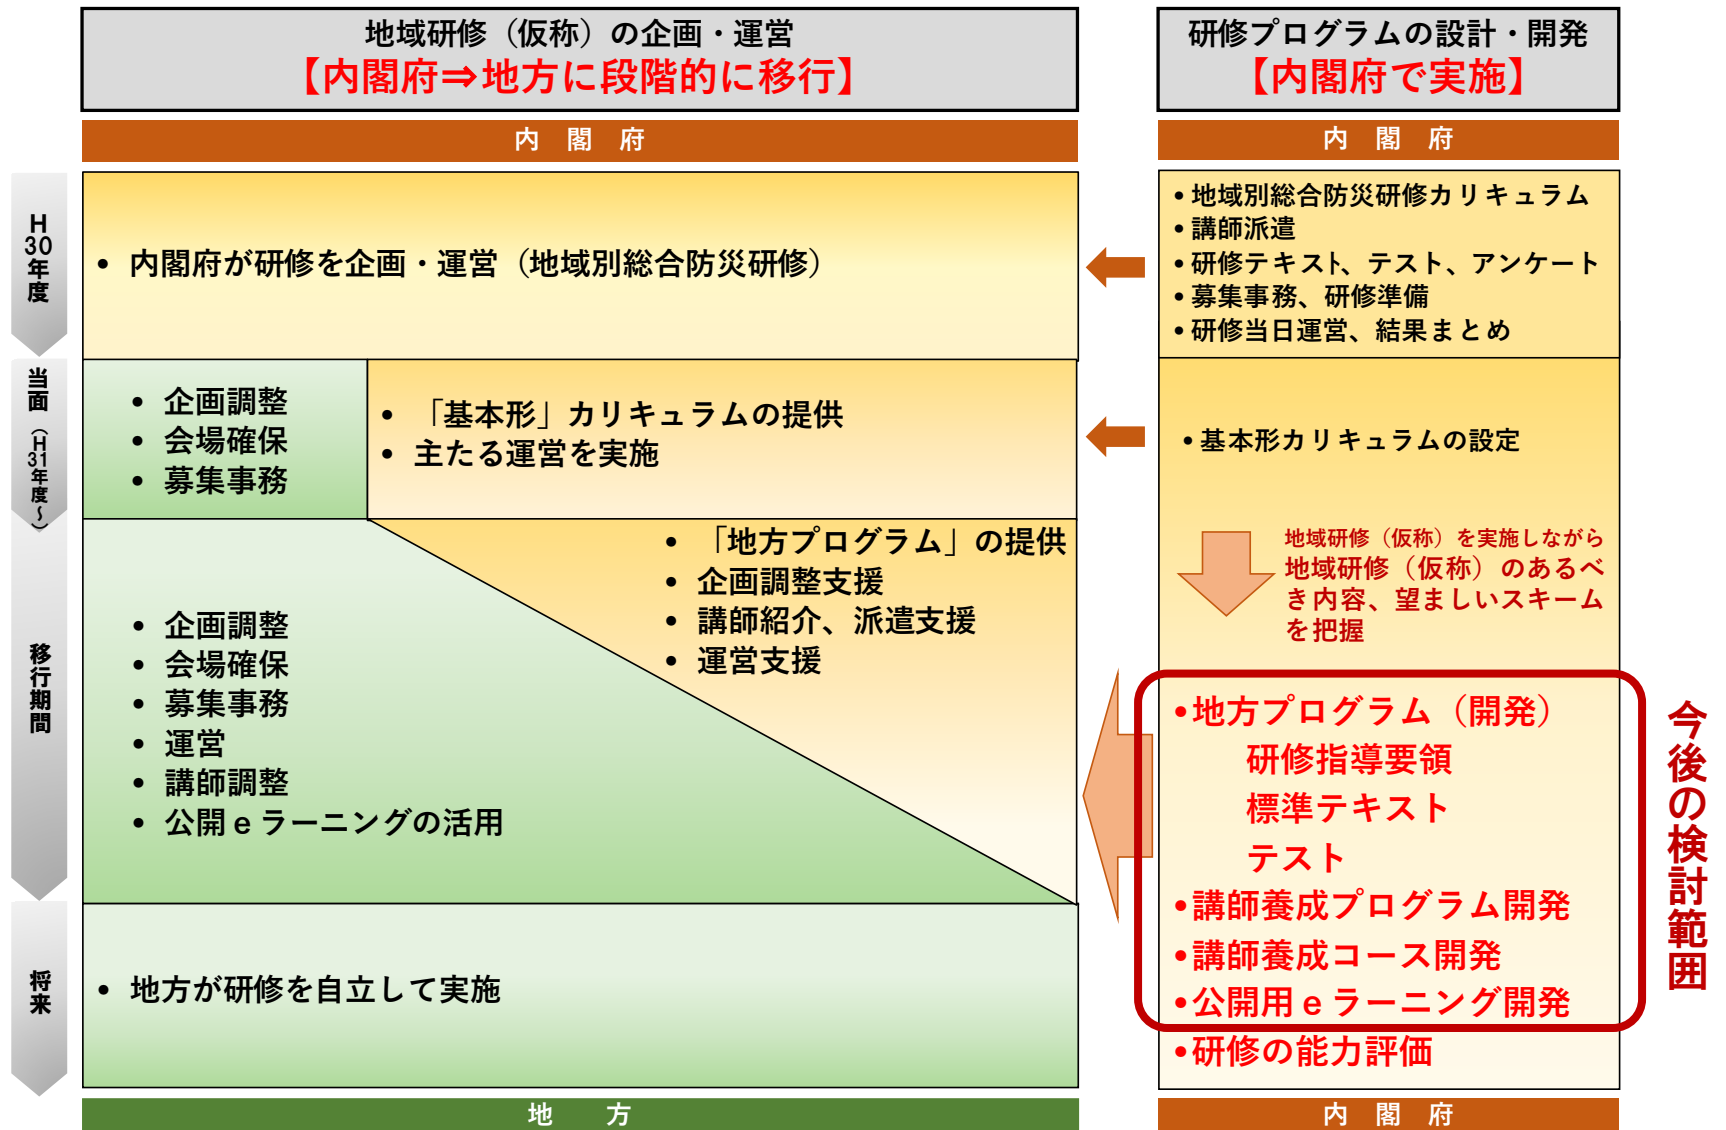 地域研修（仮称）の企画・運営
【内閣府⇒地方に段階的に移行】
研修プログラムの設計・開発
【内閣府で実施】
内 閣 府
内 閣 府
H30年度
• 内閣府が研修を企画・運営（地域別総合防災研修）
• 地域別総合防災研修カリキュラム
• 講師派遣
• 研修テキスト、テスト、アンケート
• 募集事務、研修準備
• 研修当日運営、結果まとめ
当面（H31年度～）
• 企画調整
• 会場確保
• 募集事務
• 「基本形」カリキュラムの提供
• 主たる運営を実施
• 基本形カリキュラムの設定
移行期間
• 企画調整
• 会場確保
• 募集事務
• 運営
• 講師調整
• 公開ｅラーニングの活用
• 「地方プログラム」の提供
• 企画調整支援
• 講師紹介、派遣支援
• 運営支援
地域研修（仮称）を実施しながら
地域研修（仮称）のあるべ
き内容、望ましいスキーム
を把握
• 地方プログラム（開発）
研修指導要領
標準テキスト
テスト
• 講師養成プログラム開発
• 講師養成コース開発
• 公開用ｅラーニング開発
• 研修の能力評価
今後の検討範囲
将来
• 地方が研修を自立して実施
地 方
内 閣 府